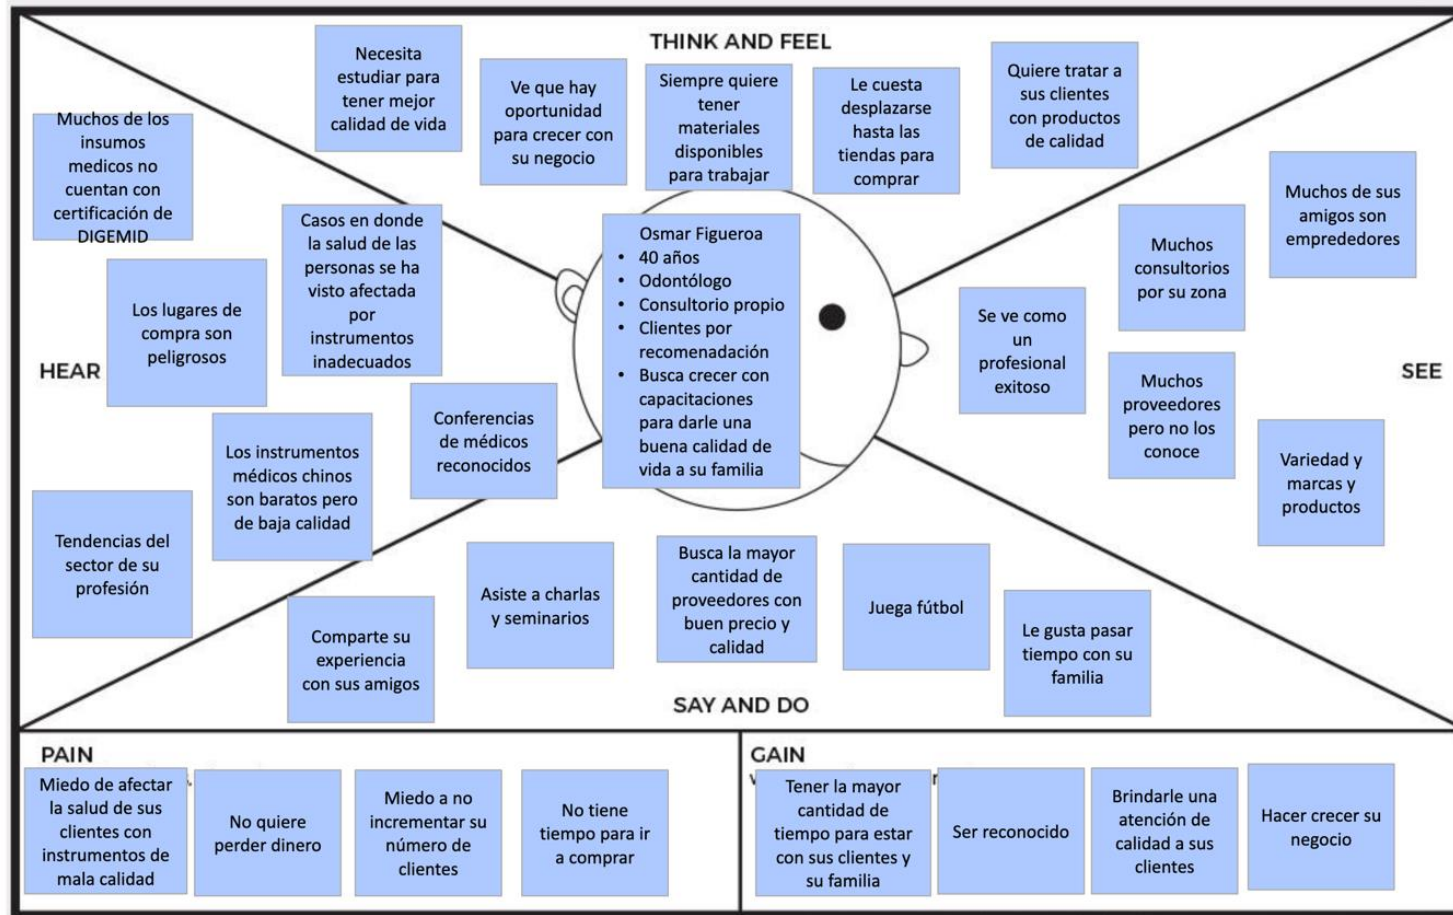 THINK AND FEEL
Necesita
estudiar para
tener mejor
calidad de vida
Ve que hay
oportunidad
para crecer con
su negocio
Siempre quiere
tener
materiales
disponibles
para trabajar
Le cuesta
desplazarse
hasta las
tiendas para
comprar
Quiere tratar a
sus clientes
con productos
de calidad
HEAR
Muchos de los
insumos
medicos no
cuentan con
certificación de
DIGEMID
Casos en donde
la salud de las
personas se ha
visto afectada
por
instrumentos
inadecuados
Los lugares de
compra son
peligrosos
Conferencias
de médicos
reconocidos
Los instrumentos
médicos chinos
son baratos pero
de baja calidad
Tendencias del
sector de su
profesión
Osmar Figueroa
• 40 años
• Odontólogo
• Consultorio propio
• Clientes por
recomenadación
• Busca crecer con
capacitaciones
para darle una
buena calidad de
vida a su familia
SEE
Muchos de sus
amigos son
emprededores
Muchos
consultorios
por su zona
Se ve como
un
profesional
exitoso
Muchos
proveedores
pero no los
conoce
Variedad y
marcas y
productos
Comparte su
experiencia
con sus amigos
Asiste a charlas
y seminarios
Busca la mayor
cantidad de
proveedores con
buen precio y
calidad
Juega fútbol
Le gusta pasar
tiempo con su
familia
SAY AND DO
PAIN
Miedo de afectar
la salud de sus
clientes con
instrumentos de
mala calidad
No quiere
perder dinero
Miedo a no
incrementar su
número de
clientes
No tiene
tiempo para ir
a comprar
GAIN
Tener la mayor
cantidad de
tiempo para estar
con sus clientes y
su familia
Ser reconocido
Brindarle una
atención de
calidad a sus
clientes
Hacer crecer su
negocio